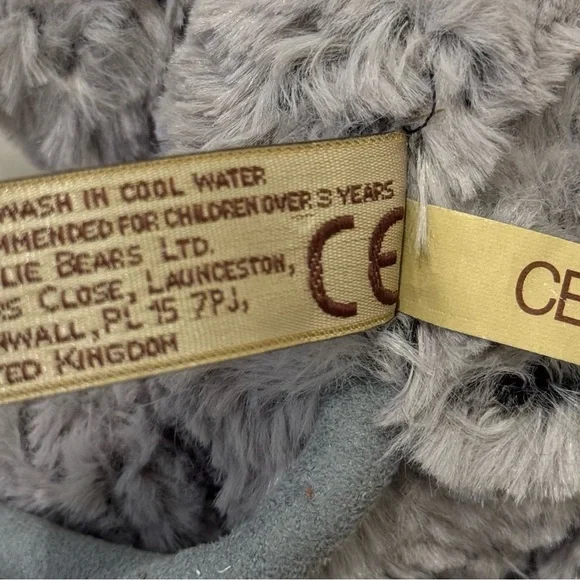 WASH IN COOL WATER
MMENDED FOR CHILDREN OVER 3 YEARS
LIE BEARS LTD.
RS CLOSE, LAUNCESTON,
NWALL, PL 15 7PJ,
TED KINGDOM
CE
CE